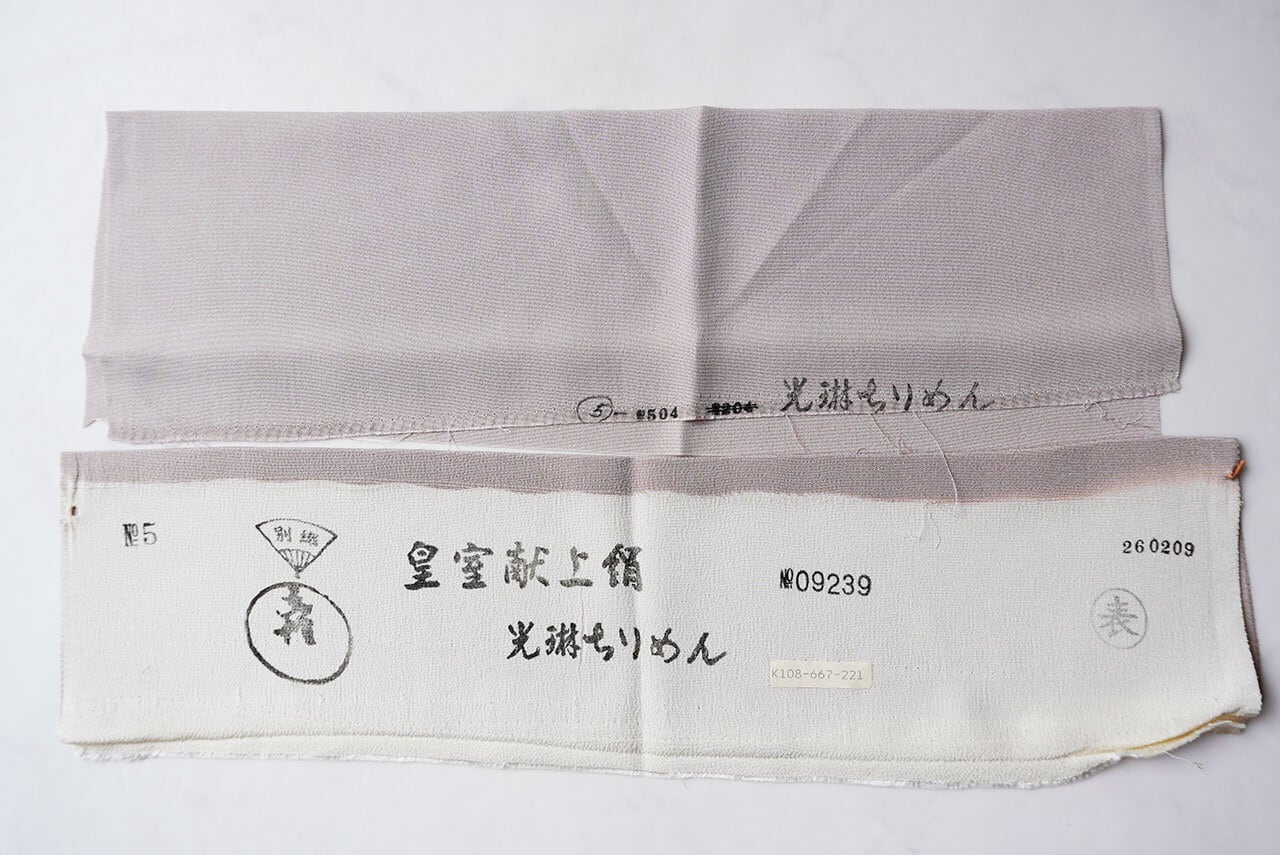 5 - №504 2204 光琳ちりめん
№5
別織
皇室献上絹
光琳ちりめん
№09239
K108-667-221
260209
表